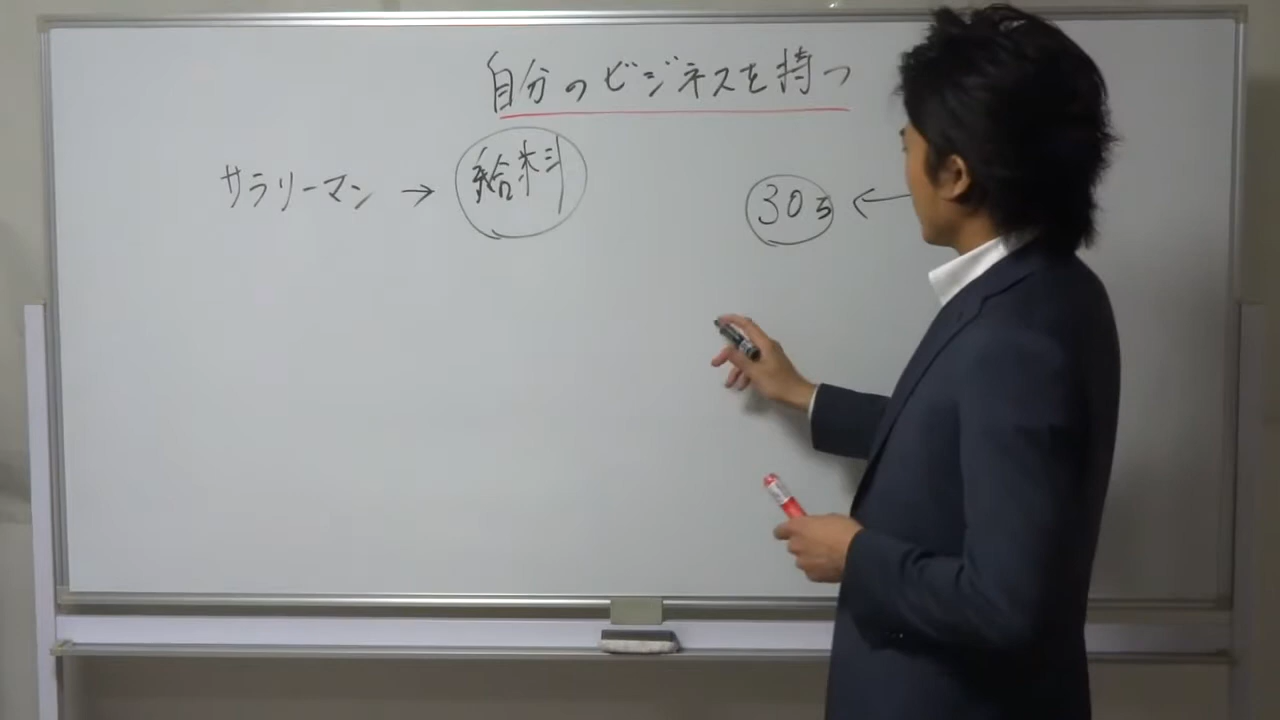 自分のビジネスを持つ
サラリーマン → 給料
30万 ←